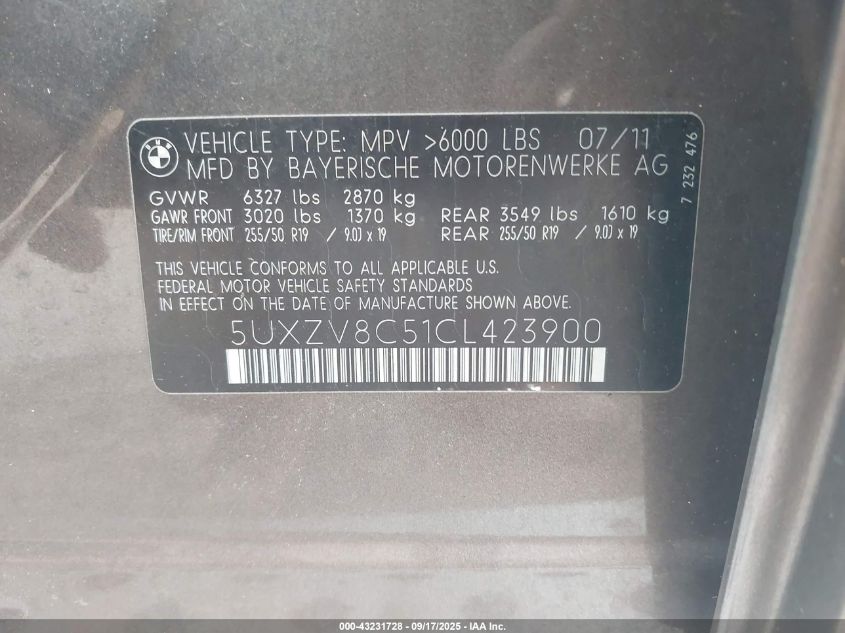 BMW
VEHICLE TYPE: MPV >6000 LBS 07/11
MFD BY BAYERISCHE MOTORENWERKE AG
7 232 476
GVWR 6327 lbs 2870 kg
GAWR FRONT 3020 lbs 1370 kg REAR 3549 lbs 1610 kg
TIRE/RIM FRONT 255/50 R19 / 9.0J x 19 REAR 255/50 R19 / 9.0J x 19
THIS VEHICLE CONFORMS TO ALL APPLICABLE U.S.
FEDERAL MOTOR VEHICLE SAFETY STANDARDS
IN EFFECT ON THE DATE OF MANUFACTURE SHOWN ABOVE.
5UXZV8C51CL423900
000-43231728 - 09/17/2025 - IAA Inc.